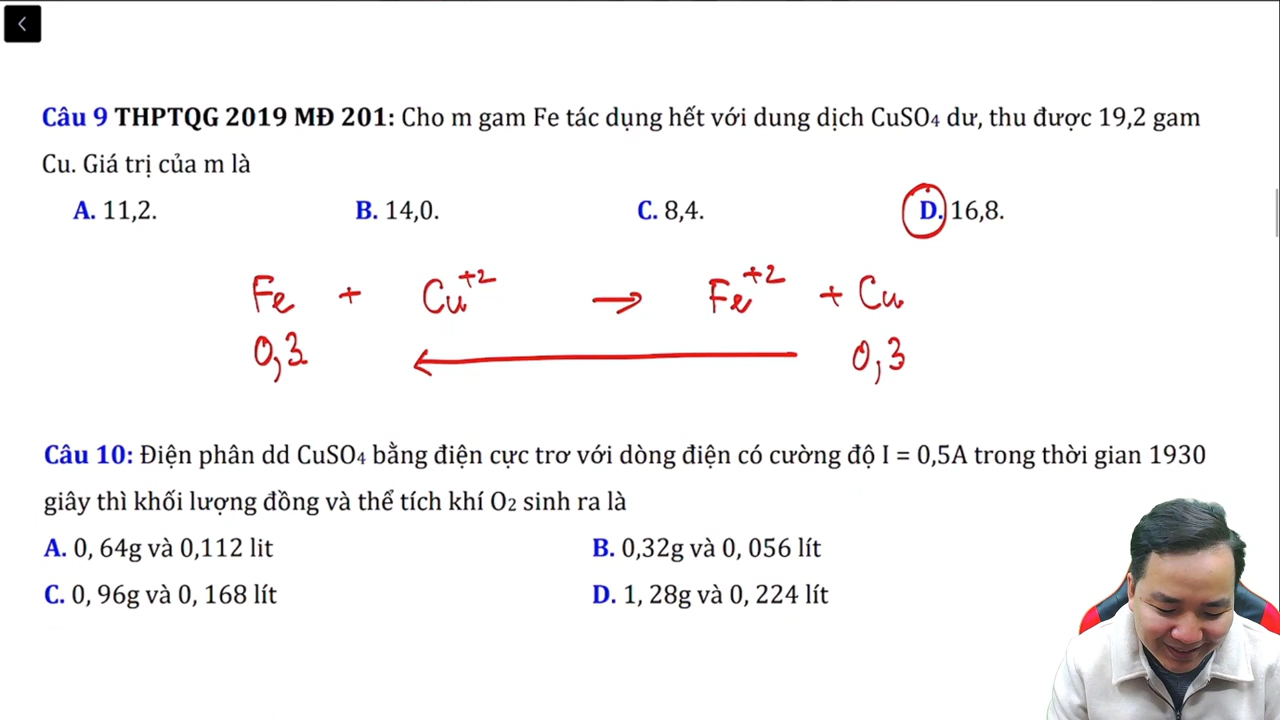 Câu 9 THPTQG 2019 MĐ 201: Cho m gam Fe tác dụng hết với dung dịch CuSO₄ dư, thu được 19,2 gam
Cu. Giá trị của m là
A. 11,2. B. 14,0. C. 8,4. D. 16,8.
Fe + Cu⁺² → Fe⁺² + Cu
0,3 ← 0,3
Câu 10: Điện phân dd CuSO₄ bằng điện cực trơ với dòng điện có cường độ I = 0,5A trong thời gian 1930
giây thì khối lượng đồng và thể tích khí O₂ sinh ra là
A. 0, 64g và 0,112 lit B. 0,32g và 0, 056 lít
C. 0, 96g và 0, 168 lít D. 1, 28g và 0, 224 lít